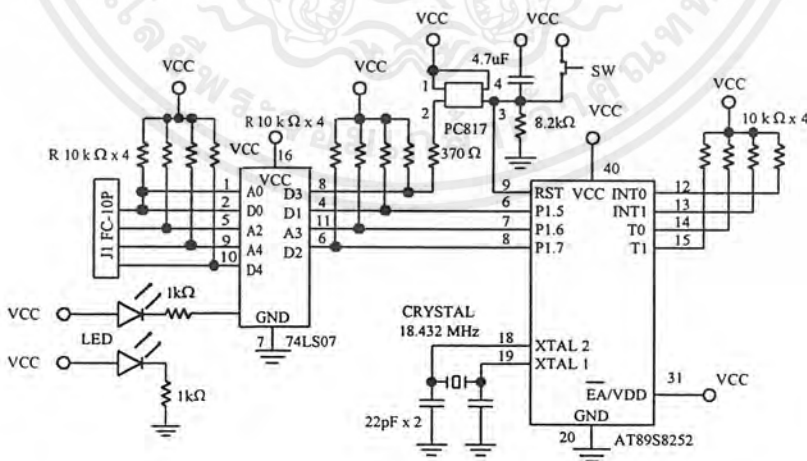 VCC
VCC
VCC
VCC
VCC
4.7uF
SW
1
4
2
3
PC817
8.2kΩ
370 Ω
VCC
VCC
10 kΩ x 4
R 10 k Ω x 4
R 10 k Ω x 4
VCC
16
40
J1 FC-10P
1
2
5
9
10
VCC
A0
D0
A2
A4
D4
D3
D1
A3
D2
8
4
11
6
GND
7
74LS07
9
6
7
8
RST
P1.5
P1.6
P1.7
VCC
INT0
INT1
T0
T1
12
13
14
15
VCC
1kΩ
LED
VCC
1kΩ
CRYSTAL
18.432 MHz
18
19
XTAL 2
XTAL 1
22pF x 2
EA/VDD
31
VCC
GND
20
AT89S8252